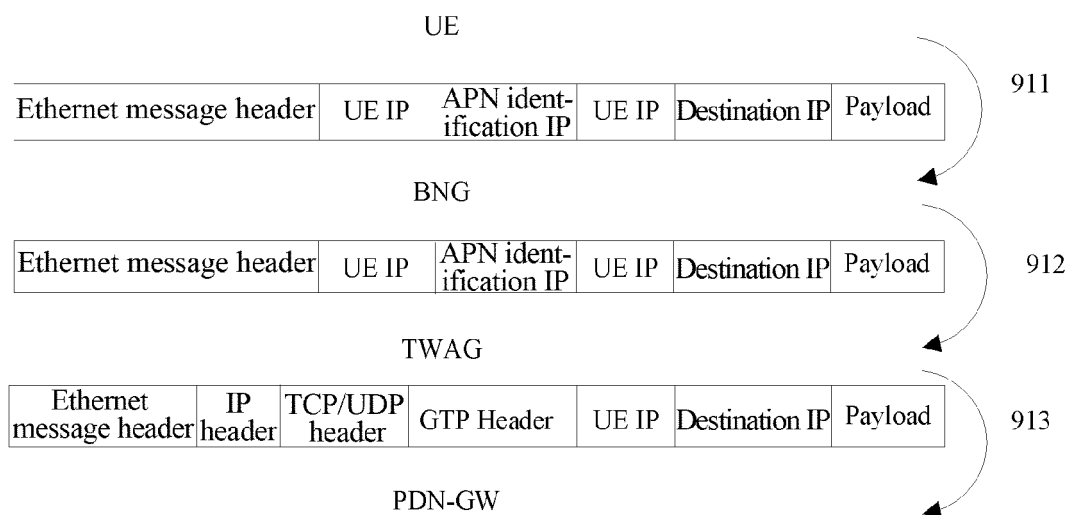 UE
911
Ethernet message header UE IP APN ident-
ification IP UE IP Destination IP Payload
BNG
912
Ethernet message header UE IP APN ident-
ification IP UE IP Destination IP Payload
TWAG
913
Ethernet
message header IP
header TCP/UDP
header GTP Header UE IP Destination IP Payload
PDN-GW